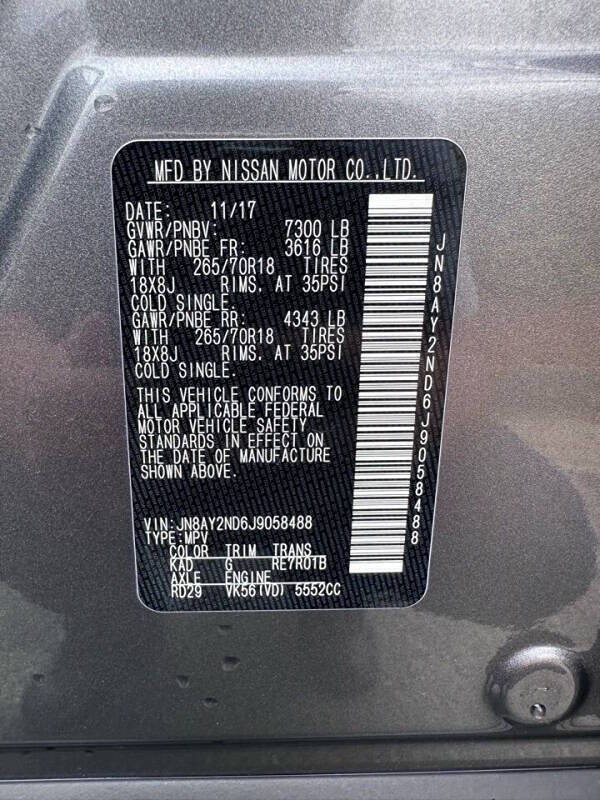 MFD BY NISSAN MOTOR CO.,LTD.
DATE: 11/17
GVWR/PNBV: 7300 LB
GAWR/PNBE FR: 3616 LB
WITH 265/70R18 TIRES
18X8J RIMS. AT 35PSI
COLD SINGLE.
GAWR/PNBE RR: 4343 LB
WITH 265/70R18 TIRES
18X8J RIMS. AT 35PSI
COLD SINGLE.
THIS VEHICLE CONFORMS TO
ALL APPLICABLE FEDERAL
MOTOR VEHICLE SAFETY
STANDARDS IN EFFECT ON
THE DATE OF MANUFACTURE
SHOWN ABOVE.
VIN:JN8AY2ND6J9058488
TYPE:MPV
COLOR TRIM TRANS
KAD G RE7R01B
AXLE ENGINE
RD29 VK56(VD) 5552CC
JN8AY2ND6J9058488